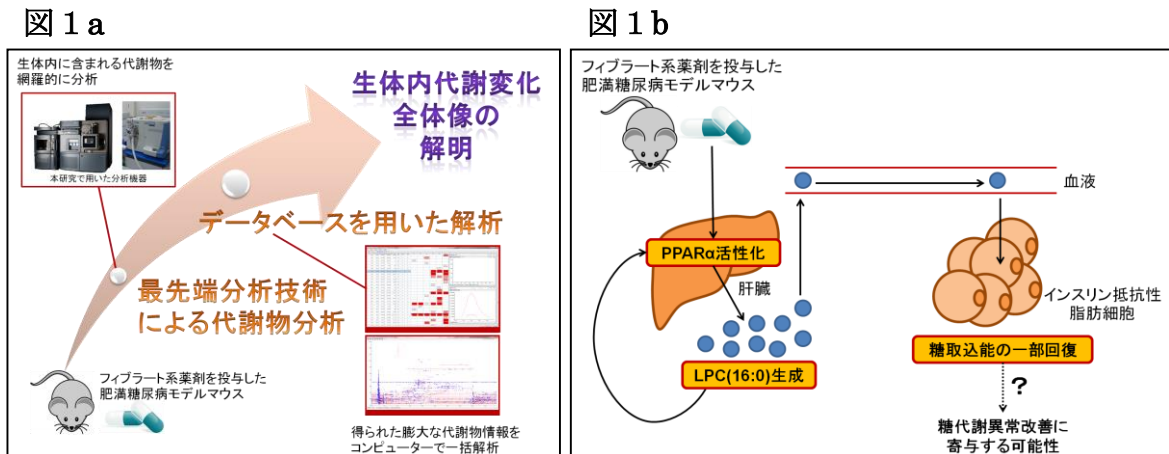 図1a
生体内に含まれる代謝物を
網羅的に分析
本研究で用いた分析機器
生体内代謝変化
全体像の
解明
データベースを用いた解析
最先端分析技術
による代謝物分析
フィブラート系薬剤を投与した
肥満糖尿病モデルマウス
得られた膨大な代謝物情報を
コンピューターで一括解析
図1b
フィブラート系薬剤を投与した
肥満糖尿病モデルマウス
血液
PPARα活性化
肝臓
インスリン抵抗性
脂肪細胞
糖取込能の一部回復
LPC(16:0)生成
?
糖代謝異常改善に
寄与する可能性